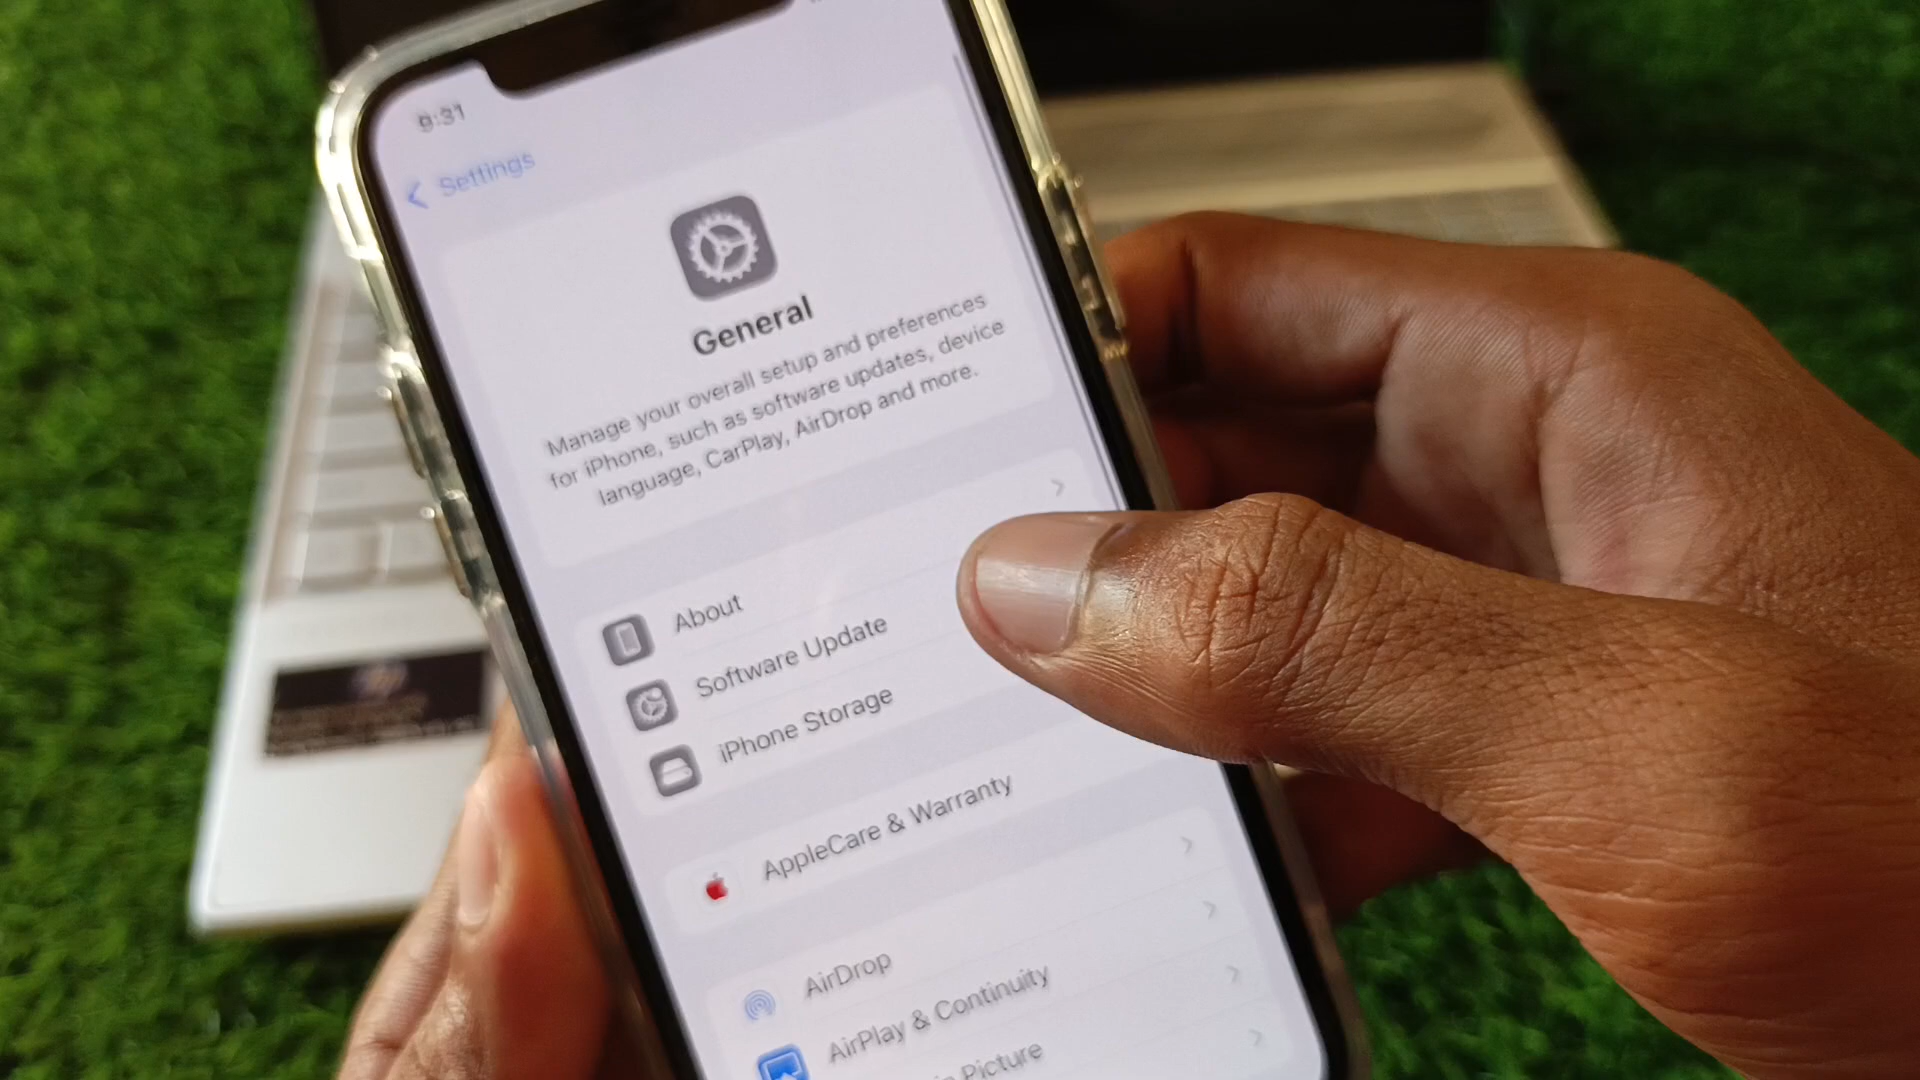 9:31
Settings
General
Manage your overall setup and preferences
for iPhone, such as software updates, device
language, CarPlay, AirDrop and more.
About
Software Update
iPhone Storage
AppleCare & Warranty
AirDrop
AirPlay & Continuity
Picture